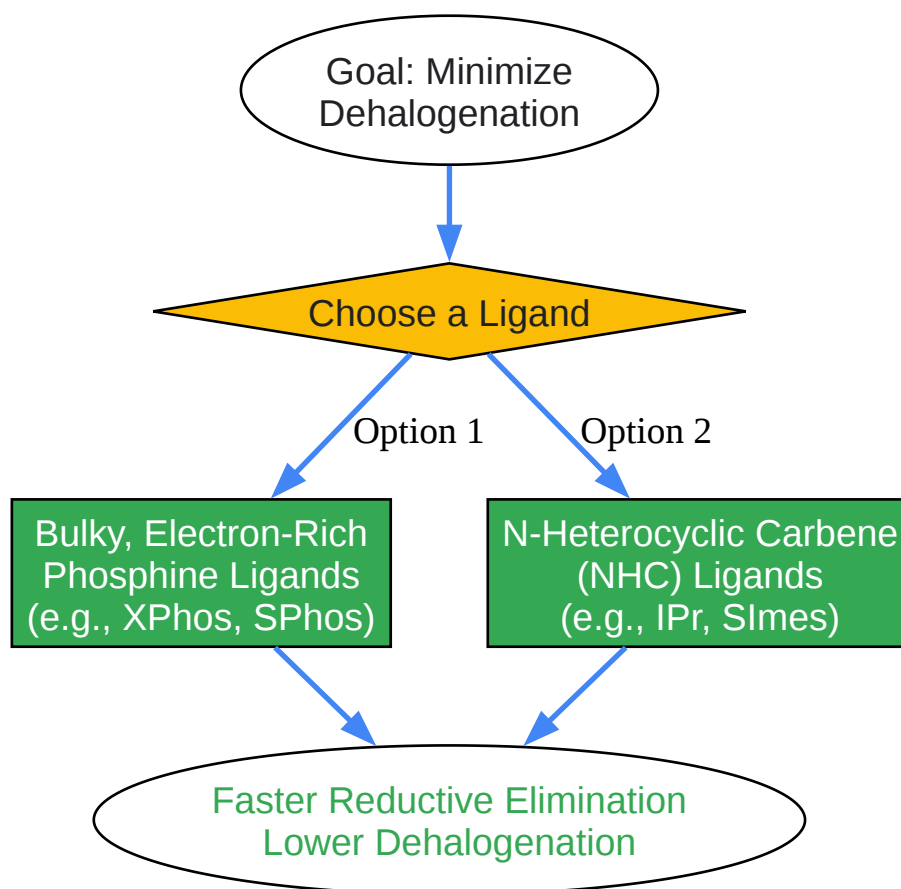 Goal: Minimize
Dehalogenation
Choose a Ligand
Option 1
Option 2
Bulky, Electron-Rich
Phosphine Ligands
(e.g., XPhos, SPhos)
N-Heterocyclic Carbene
(NHC) Ligands
(e.g., IPr, SImes)
Faster Reductive Elimination
Lower Dehalogenation